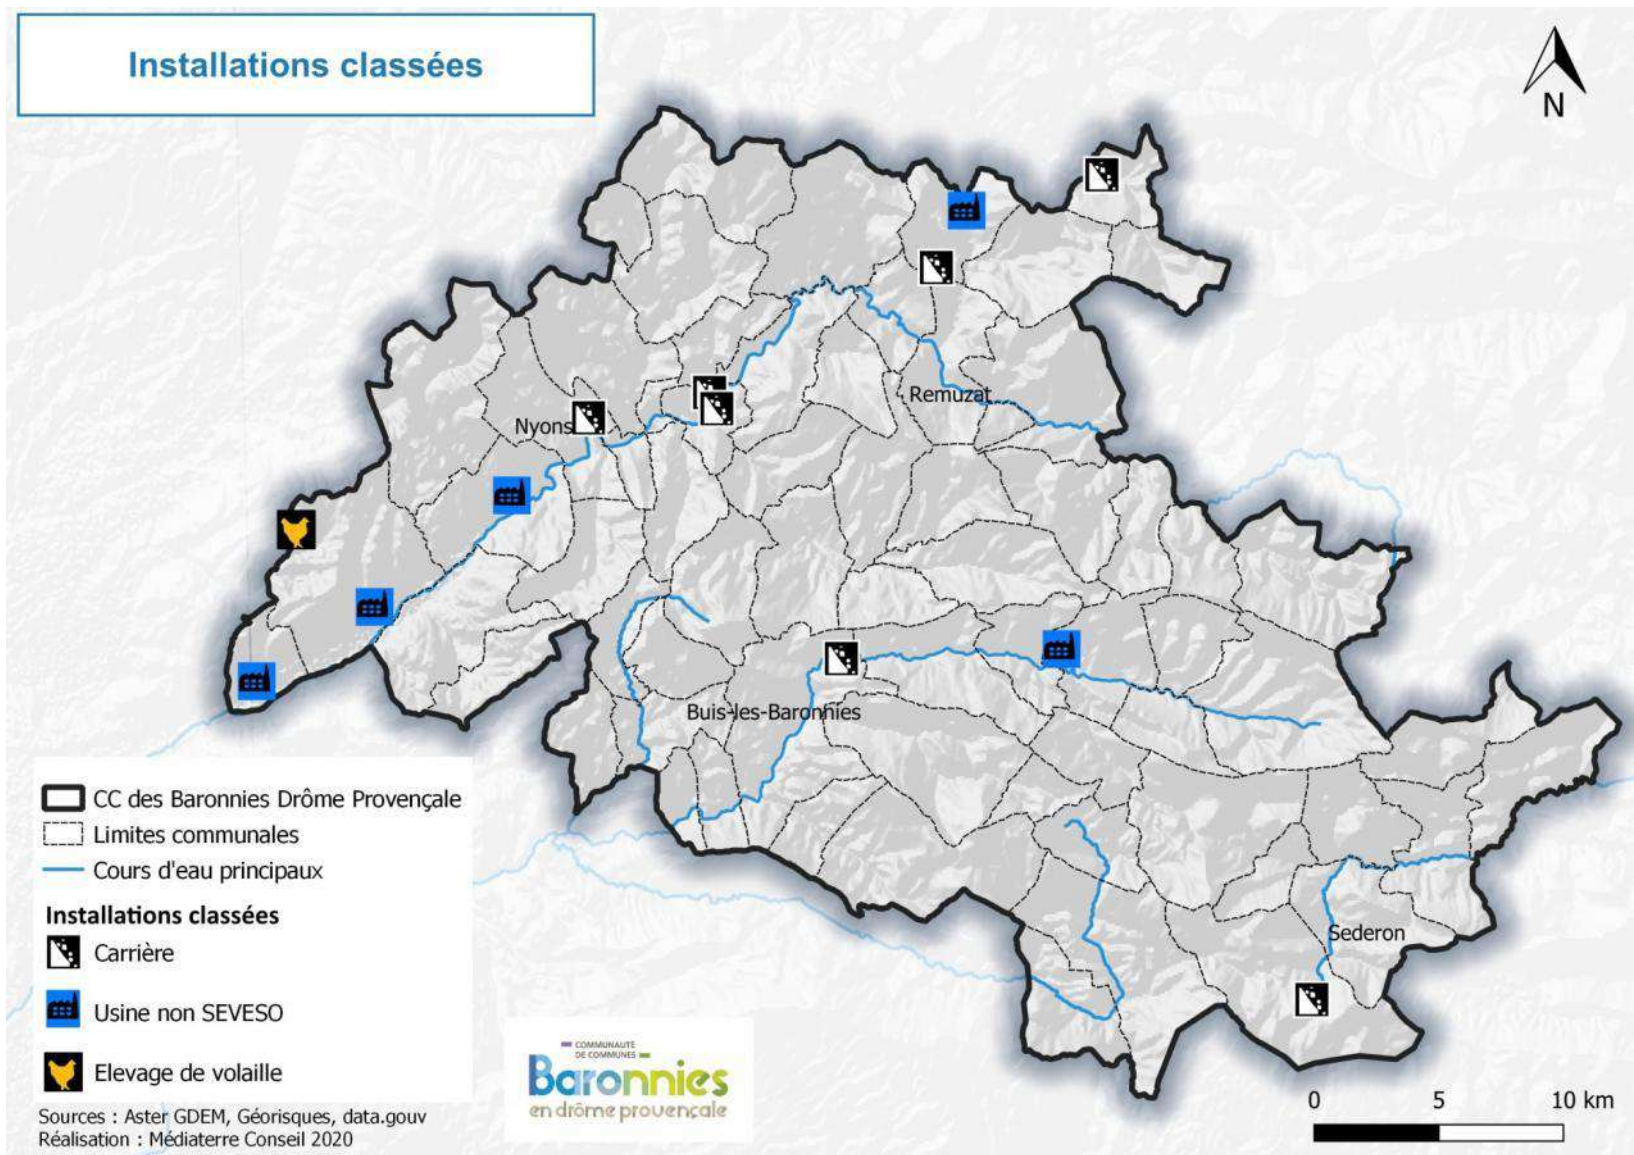 Installations classées
N
Remuzat
Nyons
Buis-les-Baronnies
Sederon
CC des Baronnies Drôme Provençale
Limites communales
Cours d'eau principaux
Installations classées
Carrière
Usine non SEVESO
Elevage de volaille
Sources : Aster GDEM, Géorisques, data.gouv
Réalisation : Médiaterre Conseil 2020
COMMUNAUTÉ
DE COMMUNES
Baronnies
en drôme provençale
0 5 10 km